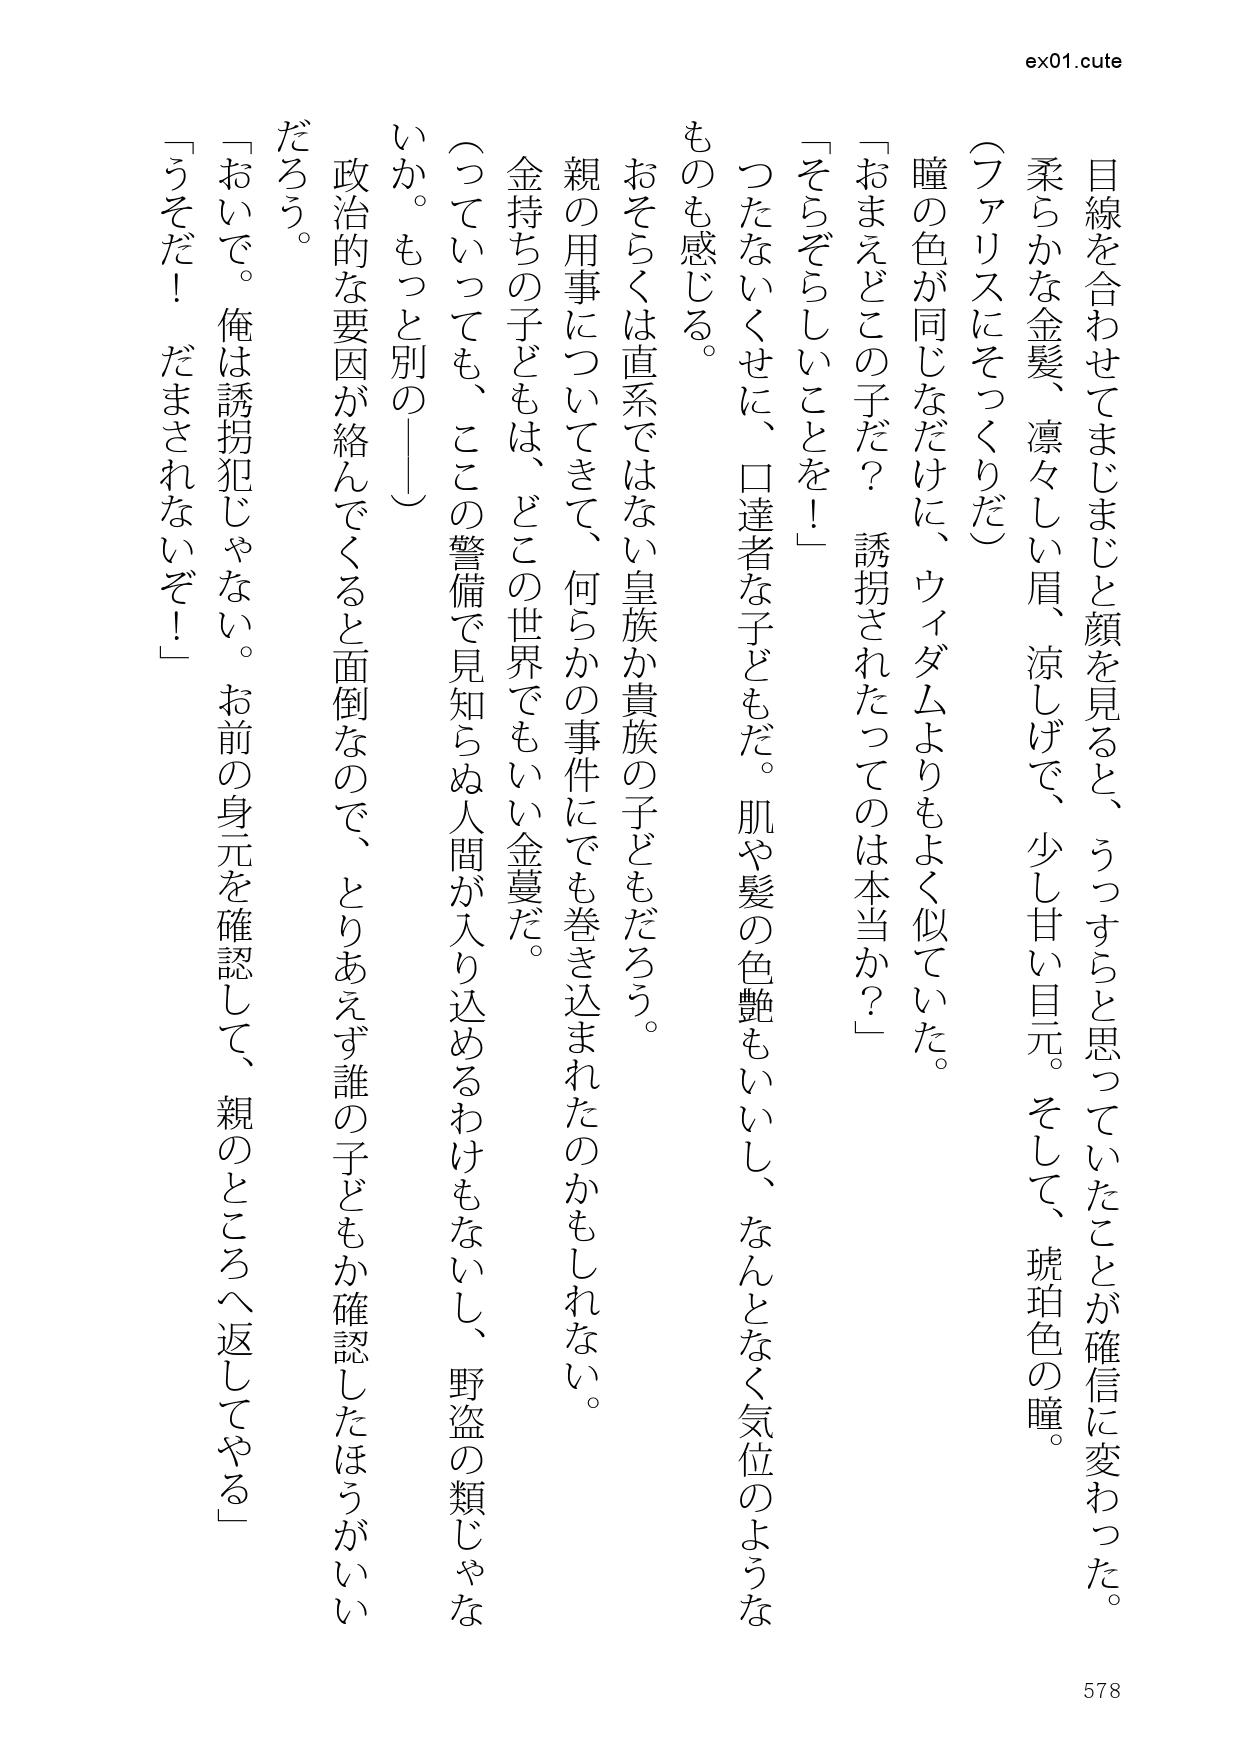 ex01.cute
　目線を合わせてまじまじと顔を見ると、うっすらと思っていたことが確信に変わった。
　柔らかな金髪、凛々しい眉、涼しげで、少し甘い目元。そして、琥珀色の瞳。
（ファリスにそっくりだ）
　瞳の色が同じなだけに、ウィダムよりもよく似ていた。
「おまえどこの子だ？　誘拐されたってのは本当か？」
「そらぞらしいことを！」
　つたないくせに、口達者な子どもだ。肌や髪の色艶もいいし、なんとなく気位のような
ものも感じる。
　おそらくは直系ではない皇族か貴族の子どもだろう。
　親の用事についてきて、何らかの事件にでも巻き込まれたのかもしれない。
　金持ちの子どもは、どこの世界でもいい金蔓だ。
（っていっても、ここの警備で見知らぬ人間が入り込めるわけもないし、野盗の類じゃな
いか。もっと別の――）
　政治的な要因が絡んでくると面倒なので、とりあえず誰の子どもか確認したほうがいい
だろう。
「おいで。俺は誘拐犯じゃない。お前の身元を確認して、親のところへ返してやる」
「うそだ！　だまされないぞ！」
578